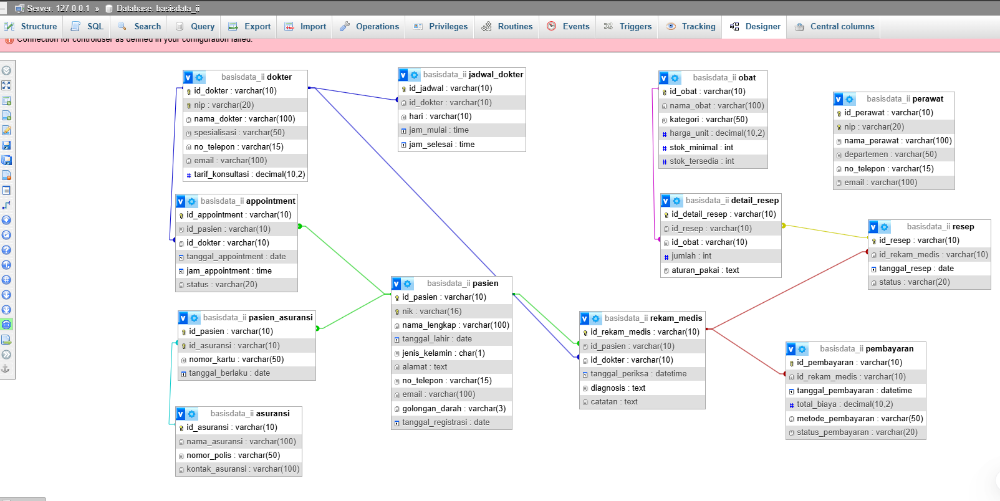 Server: 127.0.0.1 » Database: basisdata_ii
Structure SQL Search Query Export Import Operations Privileges Routines Events Triggers Tracking Designer Central columns
Connection for controluser as defined in your configuration failed.
basisdata_ii dokter
id_dokter : varchar(10)
nip : varchar(20)
nama_dokter : varchar(100)
spesialisasi : varchar(50)
no_telepon : varchar(15)
email : varchar(100)
tarif_konsultasi : decimal(10,2)
basisdata_ii jadwal_dokter
id_jadwal : varchar(10)
id_dokter : varchar(10)
hari : varchar(10)
jam_mulai : time
jam_selesai : time
basisdata_ii obat
id_obat : varchar(10)
nama_obat : varchar(100)
kategori : varchar(50)
harga_unit : decimal(10,2)
stok_minimal : int
stok_tersedia : int
basisdata_ii perawat
id_perawat : varchar(10)
nip : varchar(20)
nama_perawat : varchar(100)
departemen : varchar(50)
no_telepon : varchar(15)
email : varchar(100)
basisdata_ii appointment
id_appointment : varchar(10)
id_pasien : varchar(10)
id_dokter : varchar(10)
tanggal_appointment : date
jam_appointment : time
status : varchar(20)
basisdata_ii detail_resep
id_detail_resep : varchar(10)
id_resep : varchar(10)
id_obat : varchar(10)
jumlah : int
aturan_pakai : text
basisdata_ii resep
id_resep : varchar(10)
id_rekam_medis : varchar(10)
tanggal_resep : date
status : varchar(20)
basisdata_ii pasien
id_pasien : varchar(10)
nik : varchar(16)
nama_lengkap : varchar(100)
tanggal_lahir : date
jenis_kelamin : char(1)
alamat : text
no_telepon : varchar(15)
email : varchar(100)
golongan_darah : varchar(3)
tanggal_registrasi : date
basisdata_ii pasien_asuransi
id_pasien : varchar(10)
id_asuransi : varchar(10)
nomor_kartu : varchar(50)
tanggal_berlaku : date
basisdata_ii rekam_medis
id_rekam_medis : varchar(10)
id_pasien : varchar(10)
id_dokter : varchar(10)
tanggal_periksa : datetime
diagnosis : text
catatan : text
basisdata_ii pembayaran
id_pembayaran : varchar(10)
id_rekam_medis : varchar(10)
tanggal_pembayaran : datetime
total_biaya : decimal(10,2)
metode_pembayaran : varchar(50)
status_pembayaran : varchar(20)
basisdata_ii asuransi
id_asuransi : varchar(10)
nama_asuransi : varchar(100)
nomor_polis : varchar(50)
kontak_asuransi : varchar(100)